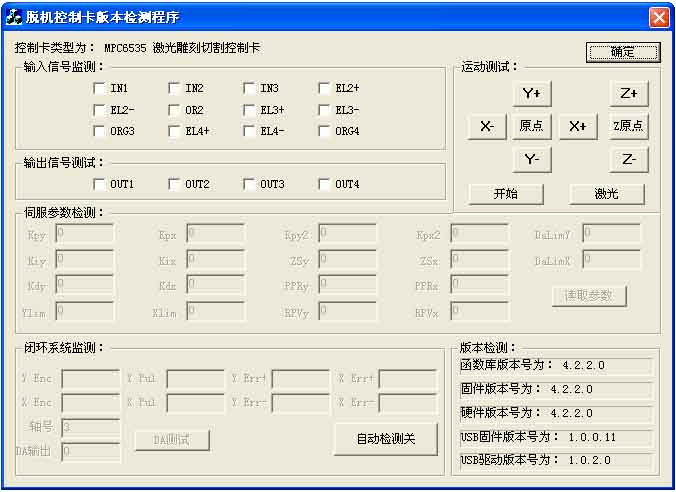 脱机控制卡版本检测程序
控制卡类型为： MPC6535 激光雕刻切割控制卡
确定
输入信号监测：
IN1 IN2 IN3 EL2+
EL2- OR2 EL3+ EL3-
ORG3 EL4+ EL4- ORG4
输出信号测试：
OUT1 OUT2 OUT3 OUT4
运动测试：
Y+ Z+
X- 原点 X+ Z原点
Y- Z-
开始 激光
伺服参数检测：
Kpy 0 Kpx 0 Kpy2 0 Kpx2 0 DaLimY 0
Kiy 0 Kix 0 ZSy 0 ZSx 0 DaLimX 0
Kdy 0 Kdx 0 PPRy 0 PPRx 0
读取参数
Ylim 0 Xlim 0 RPVy 0 RPVx 0
闭环系统监测：
Y Enc Y Pul Y Err+ X Err+
X Enc X Pul Y Err- X Err-
轴号 3
DA输出 0
DA测试
自动检测关
版本检测：
函数库版本号为： 4.2.2.0
固件版本号为： 4.2.2.0
硬件版本号为： 4.2.2.0
USB固件版本号为： 1.0.0.11
USB驱动版本号为： 1.0.2.0